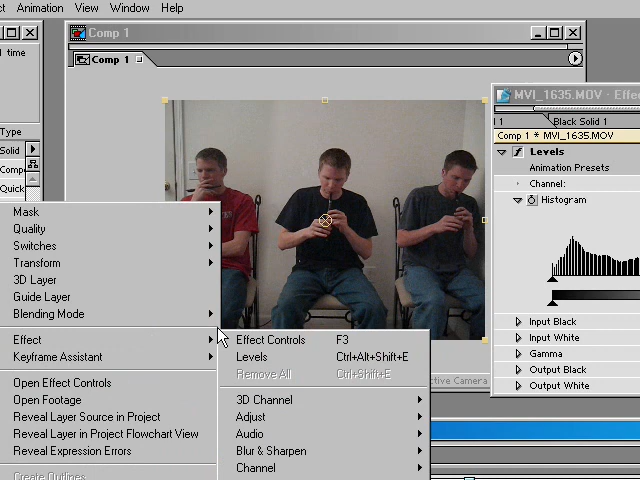 Animation View Window Help
Comp 1
Comp 1
time
Type
Solid
Comp
Quick
MVI_1635.MOV · Effe
1 Black Solid 1
Comp 1 * MVI_1635.MOV
Levels
Animation Presets
Channel:
Histogram
Input Black
Input White
Gamma
Output Black
Output White
Mask
Quality
Switches
Transform
3D Layer
Guide Layer
Blending Mode
Effect
Keyframe Assistant
Open Effect Controls
Open Footage
Reveal Layer Source in Project
Reveal Layer in Project Flowchart View
Reveal Expression Errors
Create Outlines
Effect Controls F3
Levels Ctrl+Alt+Shift+E
Remove All Ctrl+Shift+E
3D Channel
Adjust
Audio
Blur & Sharpen
Channel
ctive Camera